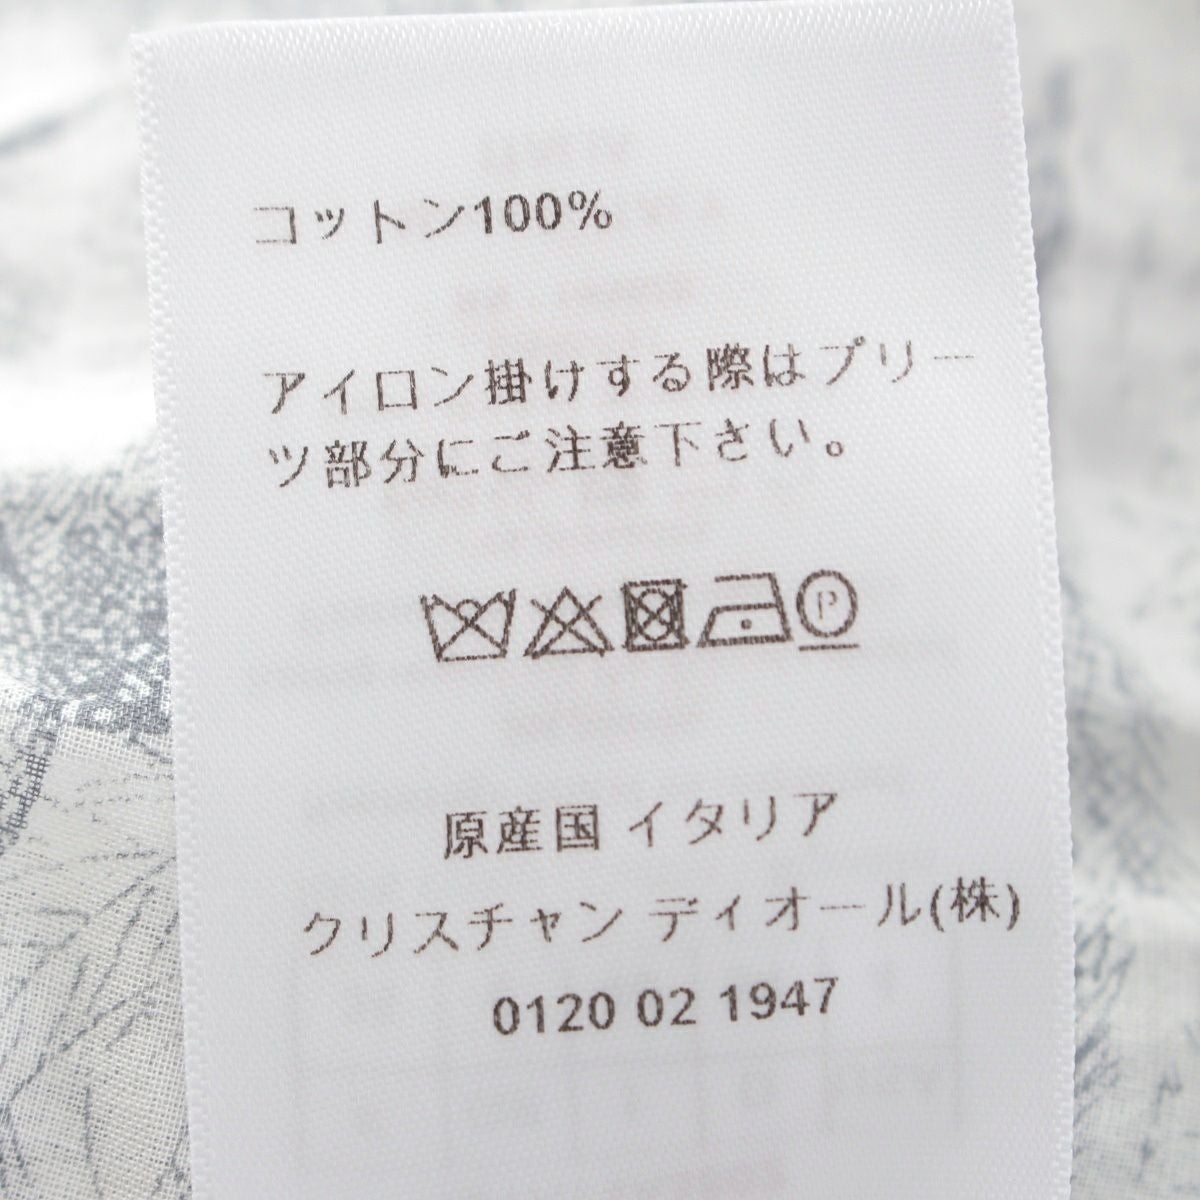 コットン100%
アイロン掛けする際はプリー
ツ部分にご注意下さい。
P
原産国 イタリア
クリスチャン ディオール(株)
0120 02 1947